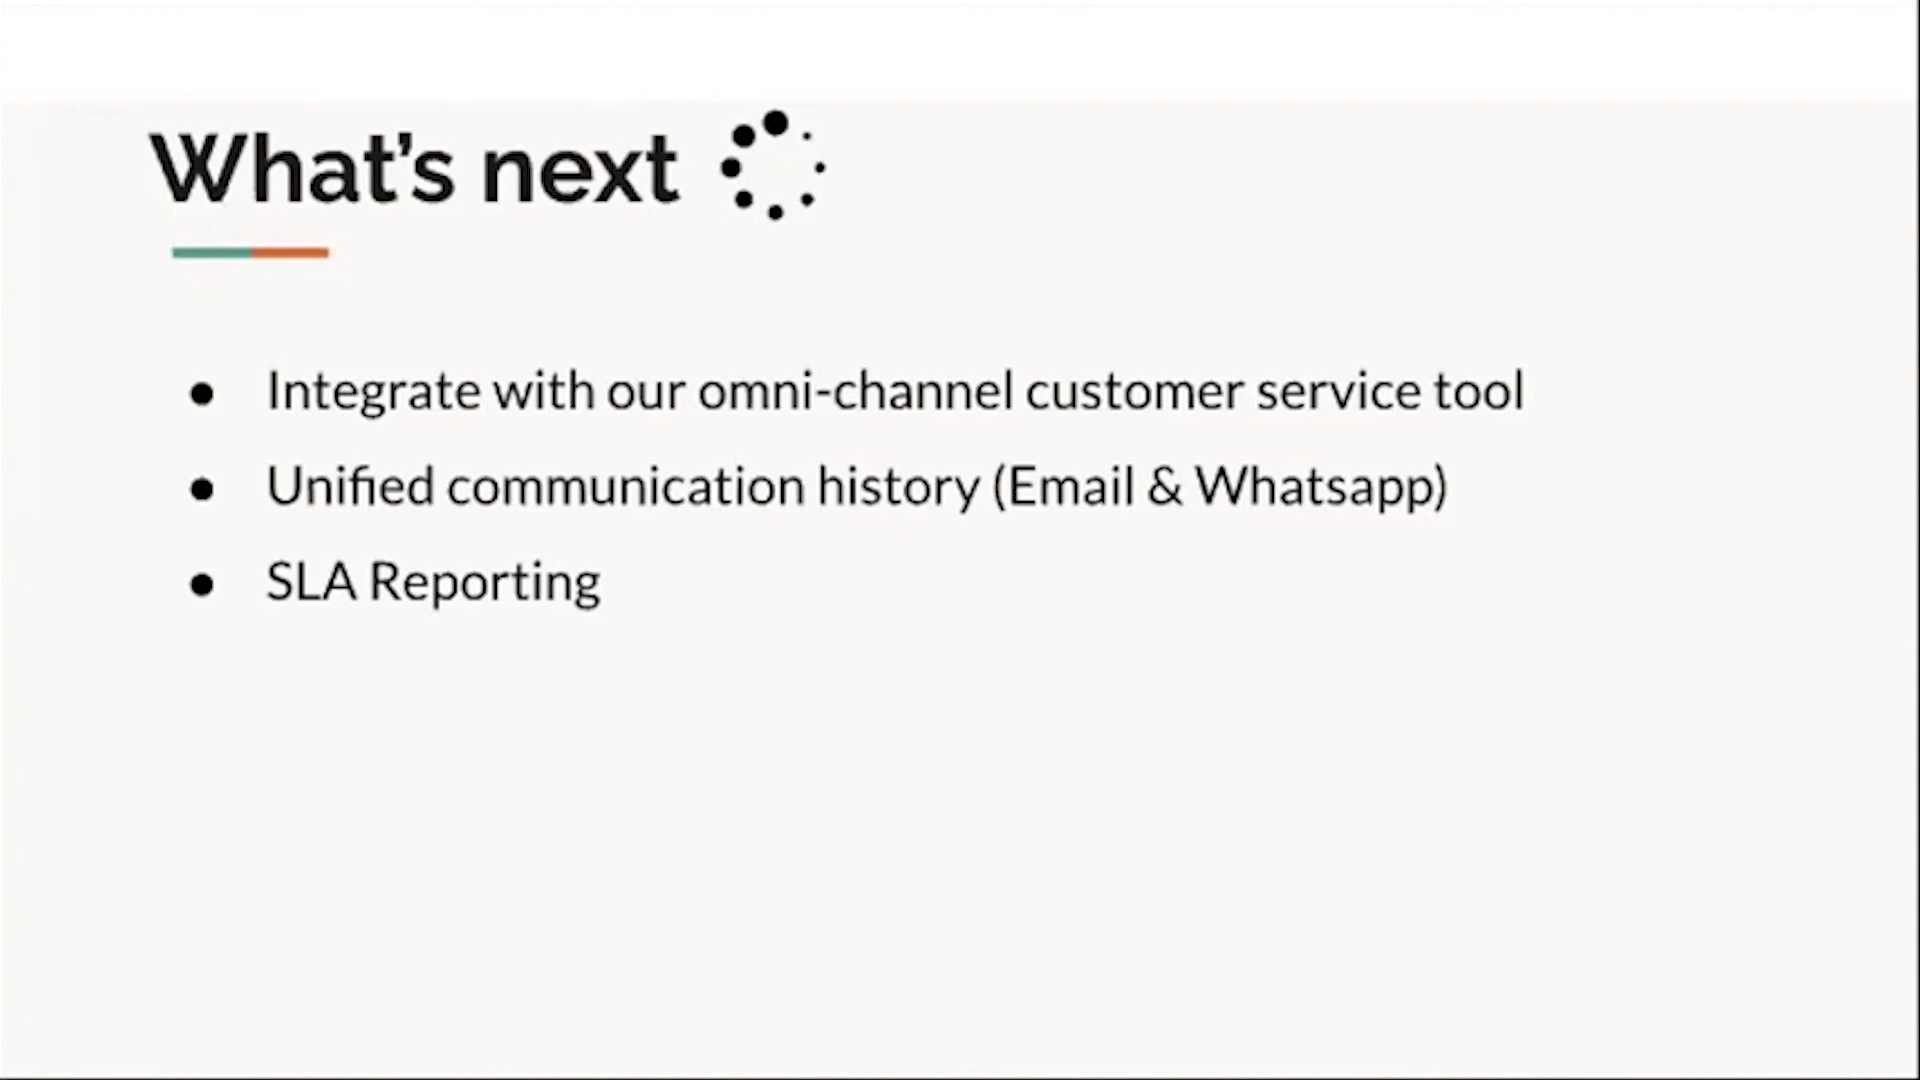 What’s next
● Integrate with our omni-channel customer service tool
● Unified communication history (Email & Whatsapp)
● SLA Reporting